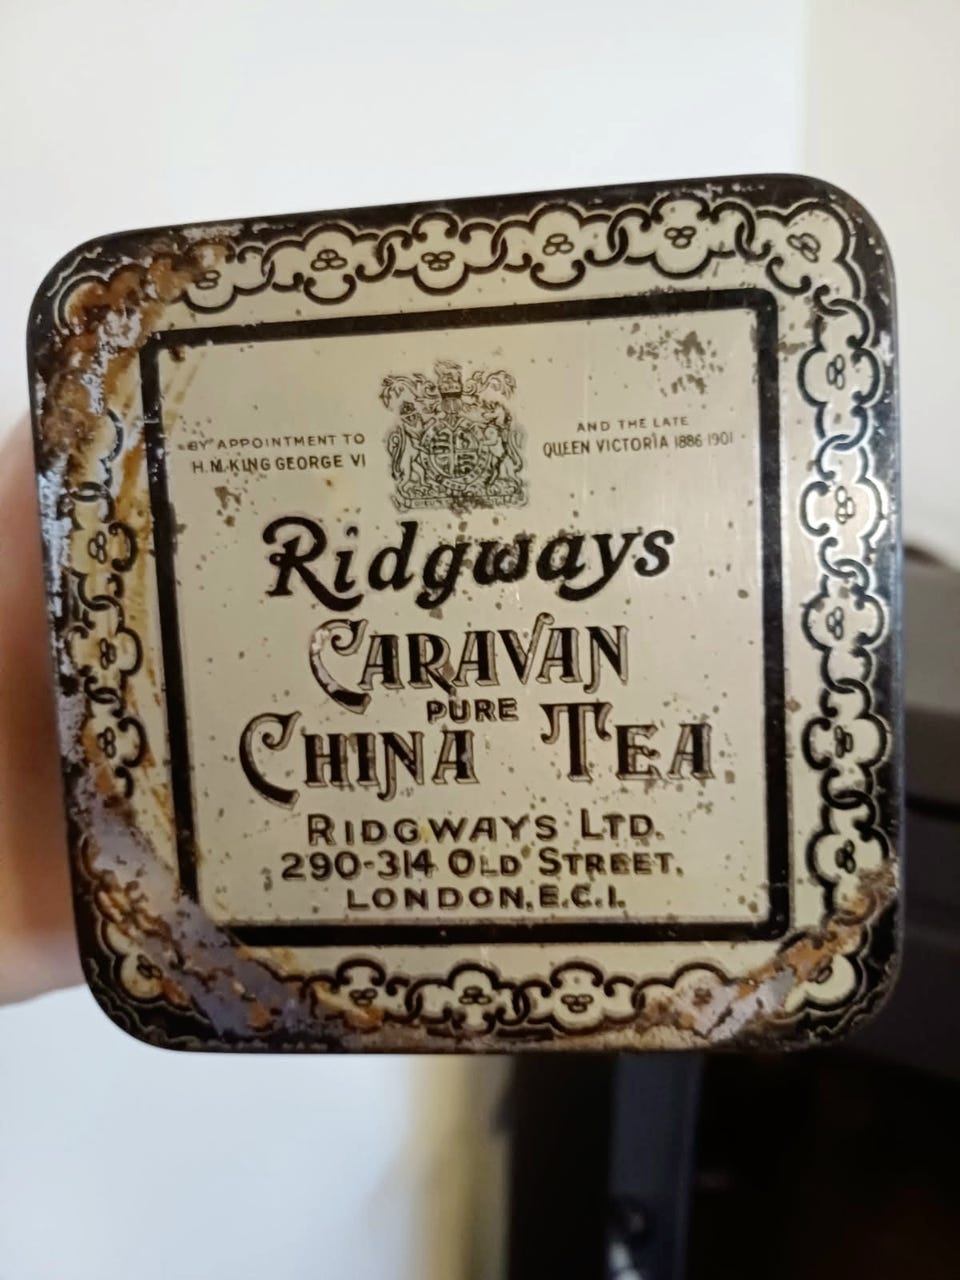 BY APPOINTMENT TO
H.M. KING GEORGE VI
AND THE LATE
QUEEN VICTORIA 1886-1901
Ridgways
CARAVAN
PURE
CHINA TEA
RIDGWAYS LTD.
290-314 OLD STREET,
LONDON, E.C.1.